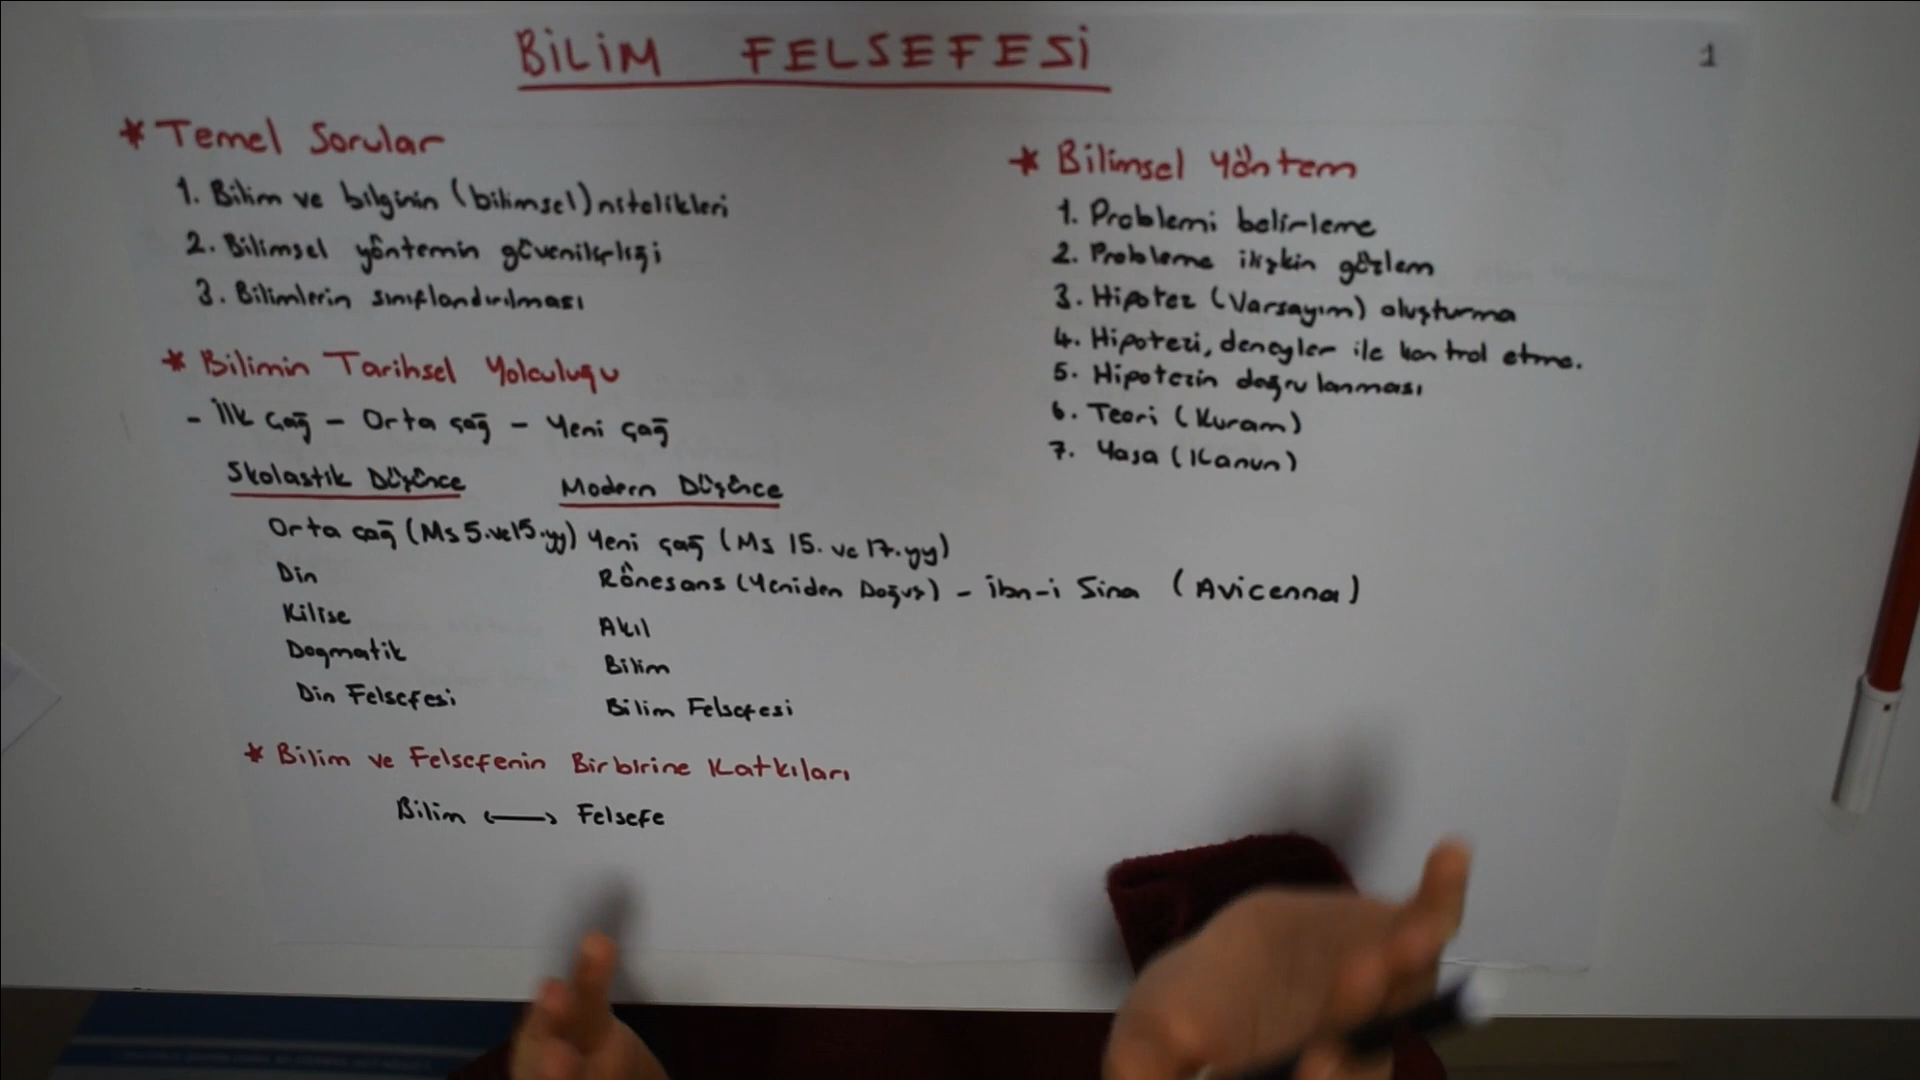 BİLİM FELSEFESİ
1
* Temel Sorular
1. Bilim ve bilginin (bilimsel) nitelikleri
2. Bilimsel yöntemin güvenilirliği
3. Bilimlerin sınıflandırılması
* Bilimin Tarihsel Yolculuğu
- İlk çağ - Orta çağ - Yeni çağ
Skolastik Düşünce
Orta çağ (Ms 5. ve 15. yy)
Din
Kilise
Dogmatik
Din Felsefesi
Modern Düşünce
Yeni çağ (Ms 15. ve 17. yy)
Rönesans (Yeniden Doğuş) - İbn-i Sina (Avicenna)
Akıl
Bilim
Bilim Felsefesi
* Bilim ve Felsefenin Birbirine Katkıları
Bilim ⟷ Felsefe
* Bilimsel Yöntem
1. Problemi belirleme
2. Probleme ilişkin gözlem
3. Hipotez (Varsayım) oluşturma
4. Hipotezi, deneyler ile kontrol etme.
5. Hipotezin doğrulanması
6. Teori (Kuram)
7. Yasa (Kanun)